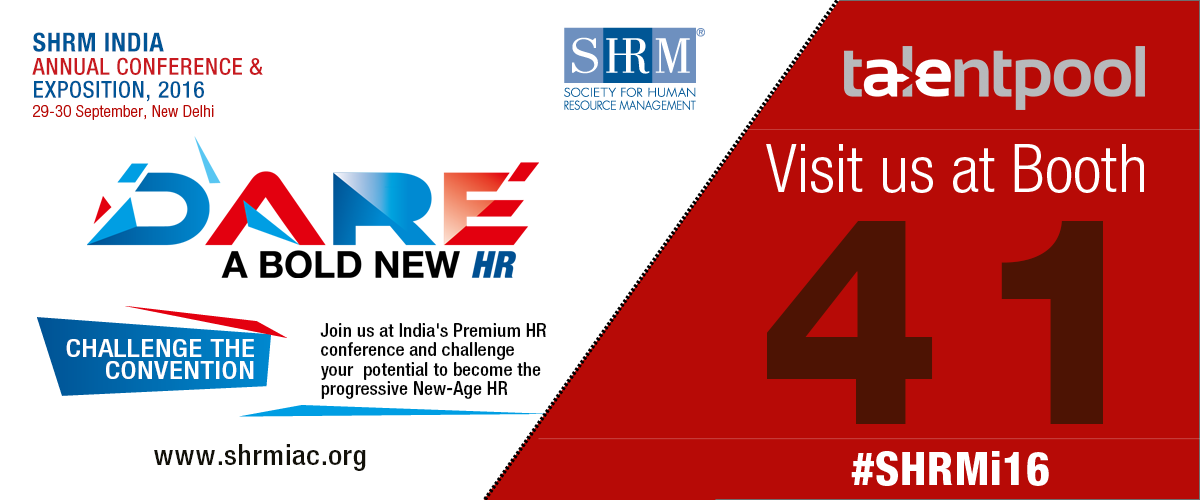 SHRM INDIA
ANNUAL CONFERENCE &
EXPOSITION, 2016
29-30 September, New Delhi
SHRM®
SOCIETY FOR HUMAN
RESOURCE MANAGEMENT
DARE
A BOLD NEW HR
CHALLENGE THE
CONVENTION
Join us at India's Premium HR
conference and challenge
your  potential to become the
progressive New-Age HR
www.shrmiac.org
talentpool
Visit us at Booth
41
#SHRMi16